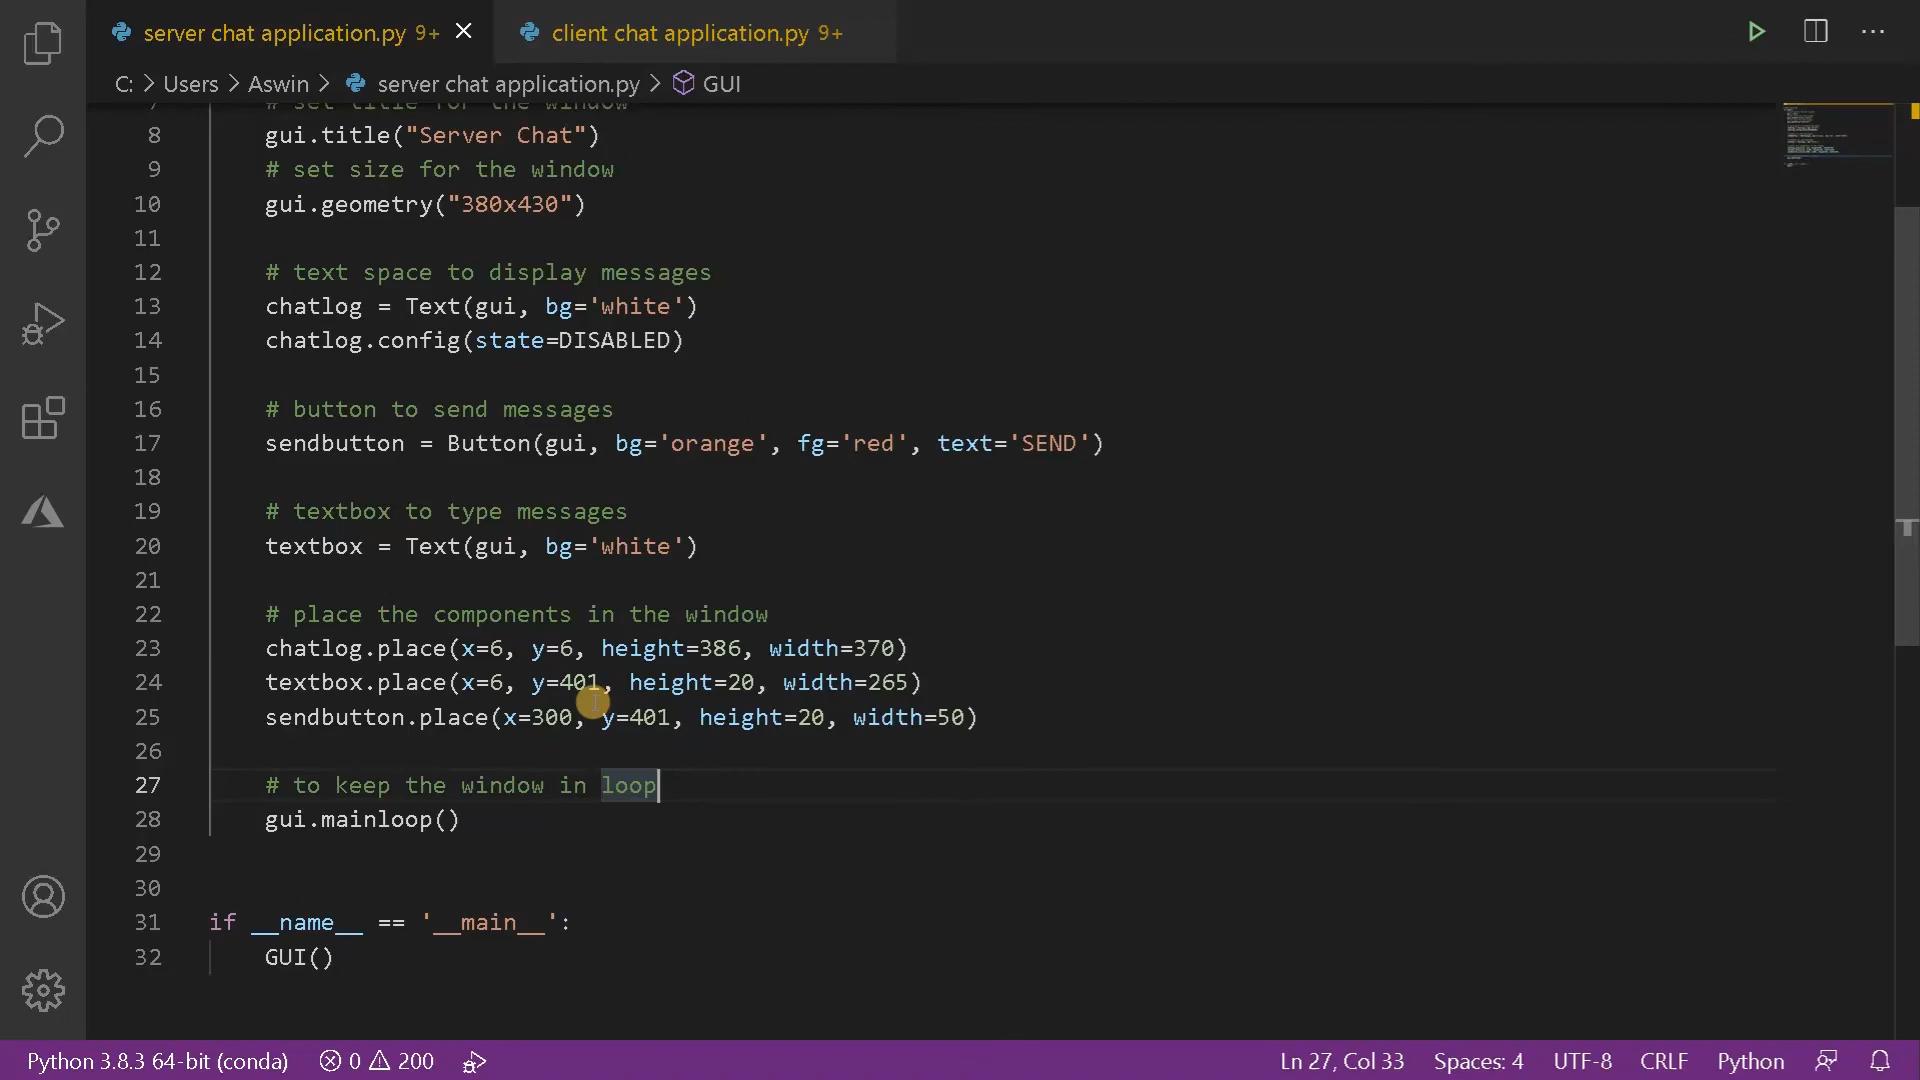 server chat application.py 9+
client chat application.py 9+
C: > Users > Aswin > server chat application.py > GUI
7 # set title for the window
8 gui.title("Server Chat")
9 # set size for the window
10 gui.geometry("380x430")
11
12 # text space to display messages
13 chatlog = Text(gui, bg='white')
14 chatlog.config(state=DISABLED)
15
16 # button to send messages
17 sendbutton = Button(gui, bg='orange', fg='red', text='SEND')
18
19 # textbox to type messages
20 textbox = Text(gui, bg='white')
21
22 # place the components in the window
23 chatlog.place(x=6, y=6, height=386, width=370)
24 textbox.place(x=6, y=401, height=20, width=265)
25 sendbutton.place(x=300, y=401, height=20, width=50)
26
27 # to keep the window in loop
28 gui.mainloop()
29
30
31 if __name__ == '__main__':
32 GUI()
Python 3.8.3 64-bit (conda) 0 200 Ln 27, Col 33 Spaces: 4 UTF-8 CRLF Python